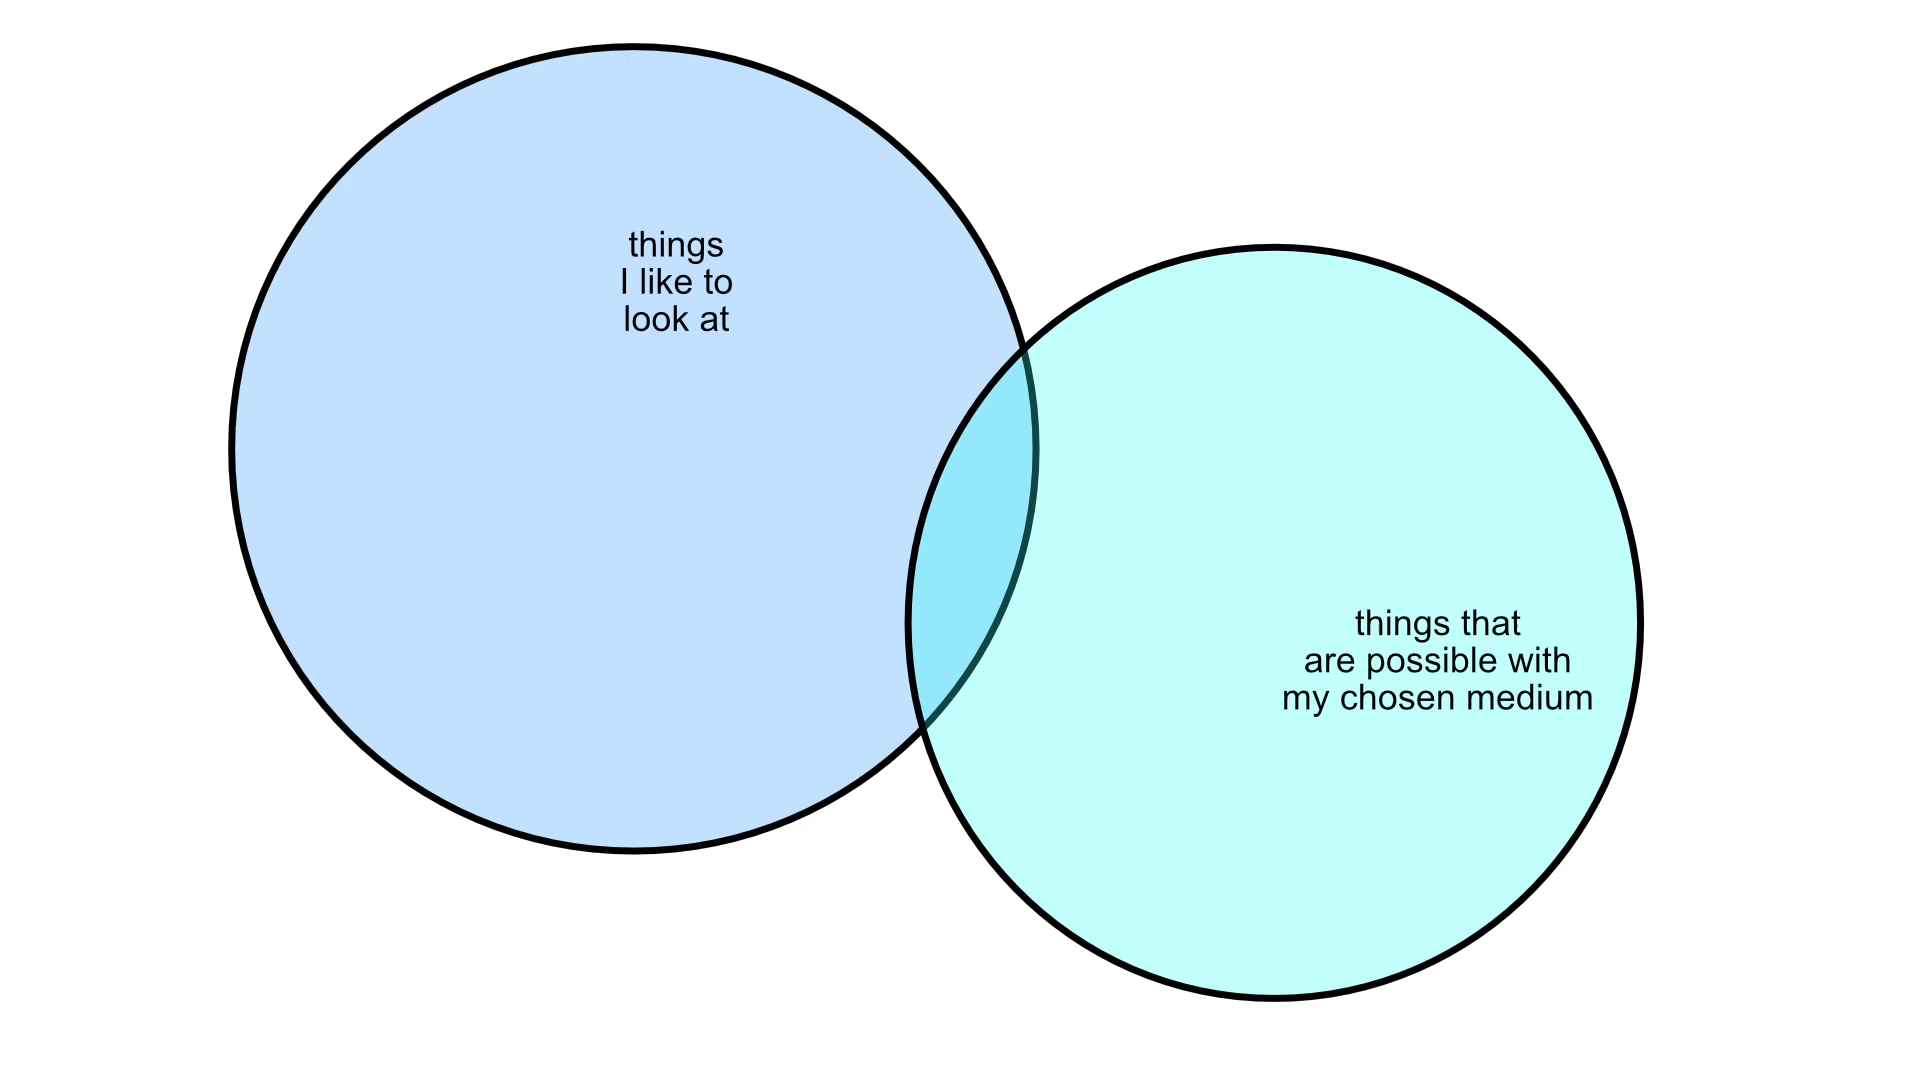 things
I like to
look at
things that
are possible with
my chosen medium